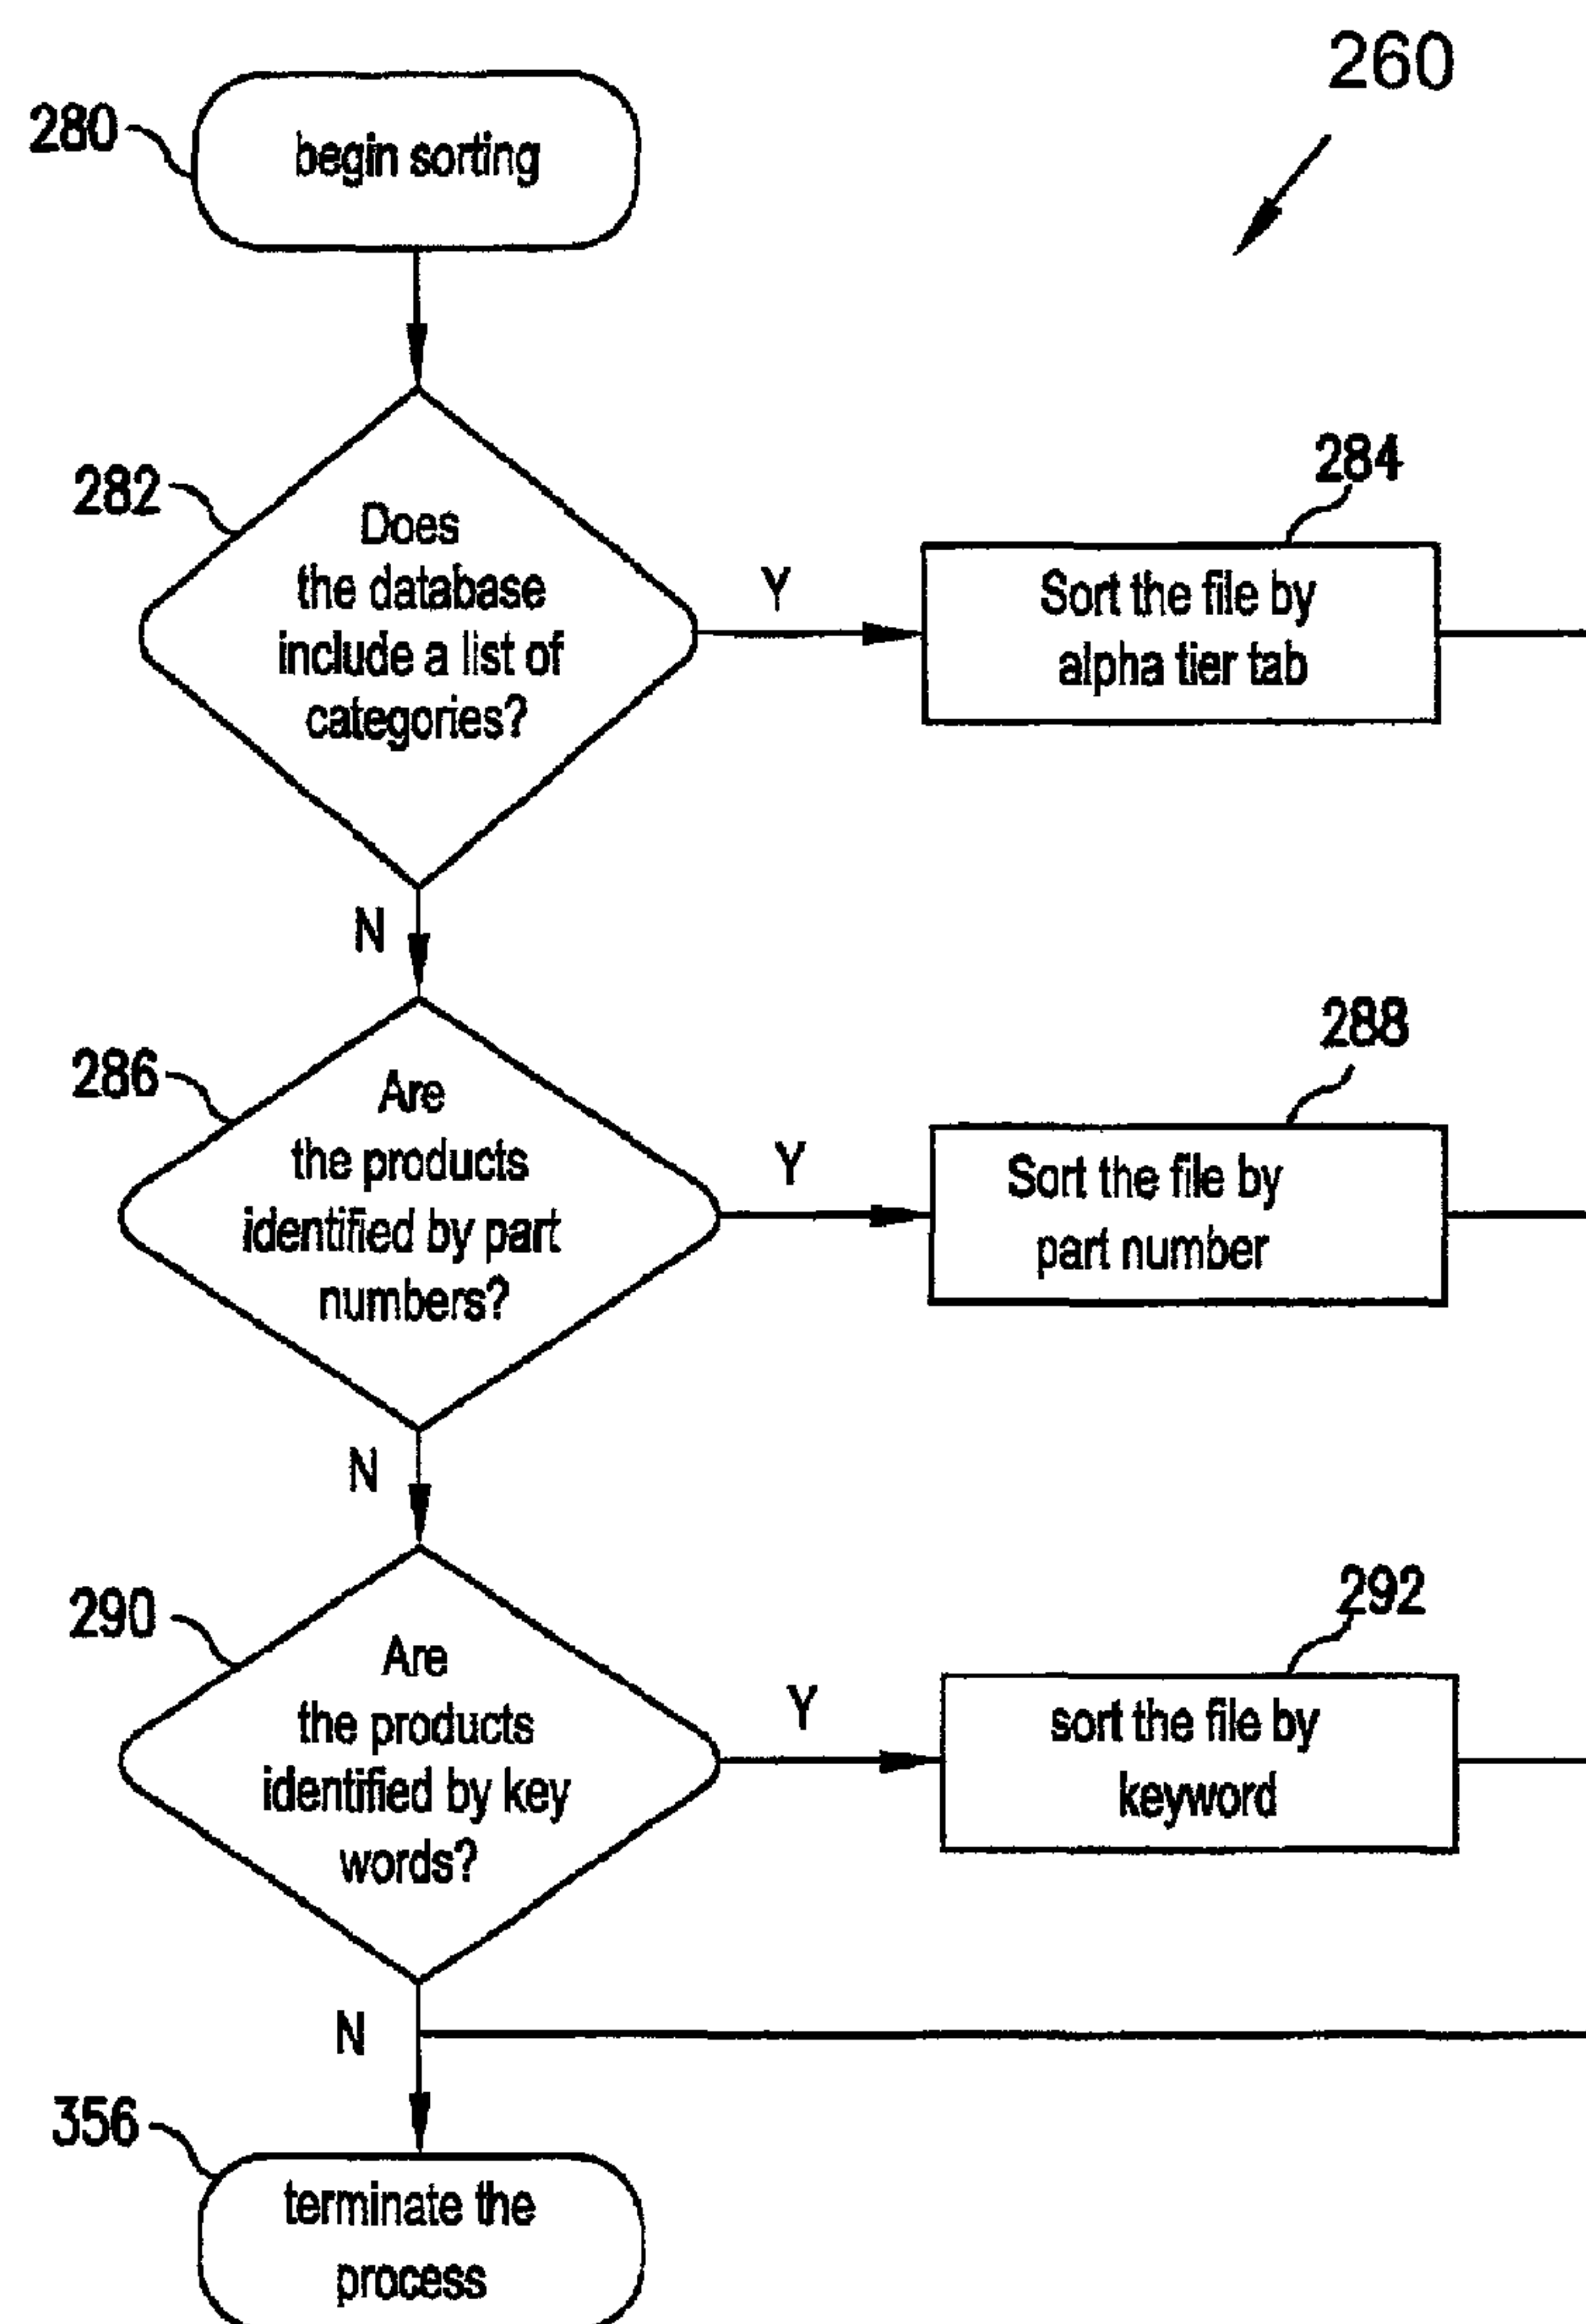 260
280
begin sorting
282
Does
the database
include a list of
categories?
Y
284
Sort the file by
alpha tier tab
N
286
Are
the products
identified by part
numbers?
Y
288
Sort the file by
part number
N
290
Are
the products
identified by key
words?
Y
292
sort the file by
keyword
N
356
terminate the
process